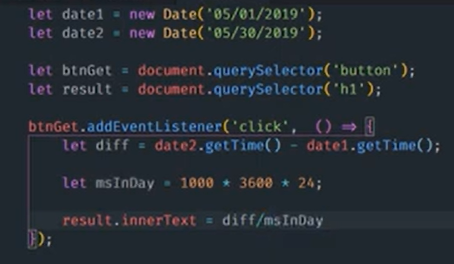 let date1 = new Date('05/01/2019');
let date2 = new Date('05/30/2019');
let btnGet = document.querySelector('button');
let result = document.querySelector('h1');
btnGet.addEventListener('click', () => {
let diff = date2.getTime() - date1.getTime();
let msInDay = 1000 * 3600 * 24;
result.innerText = diff/msInDay
});